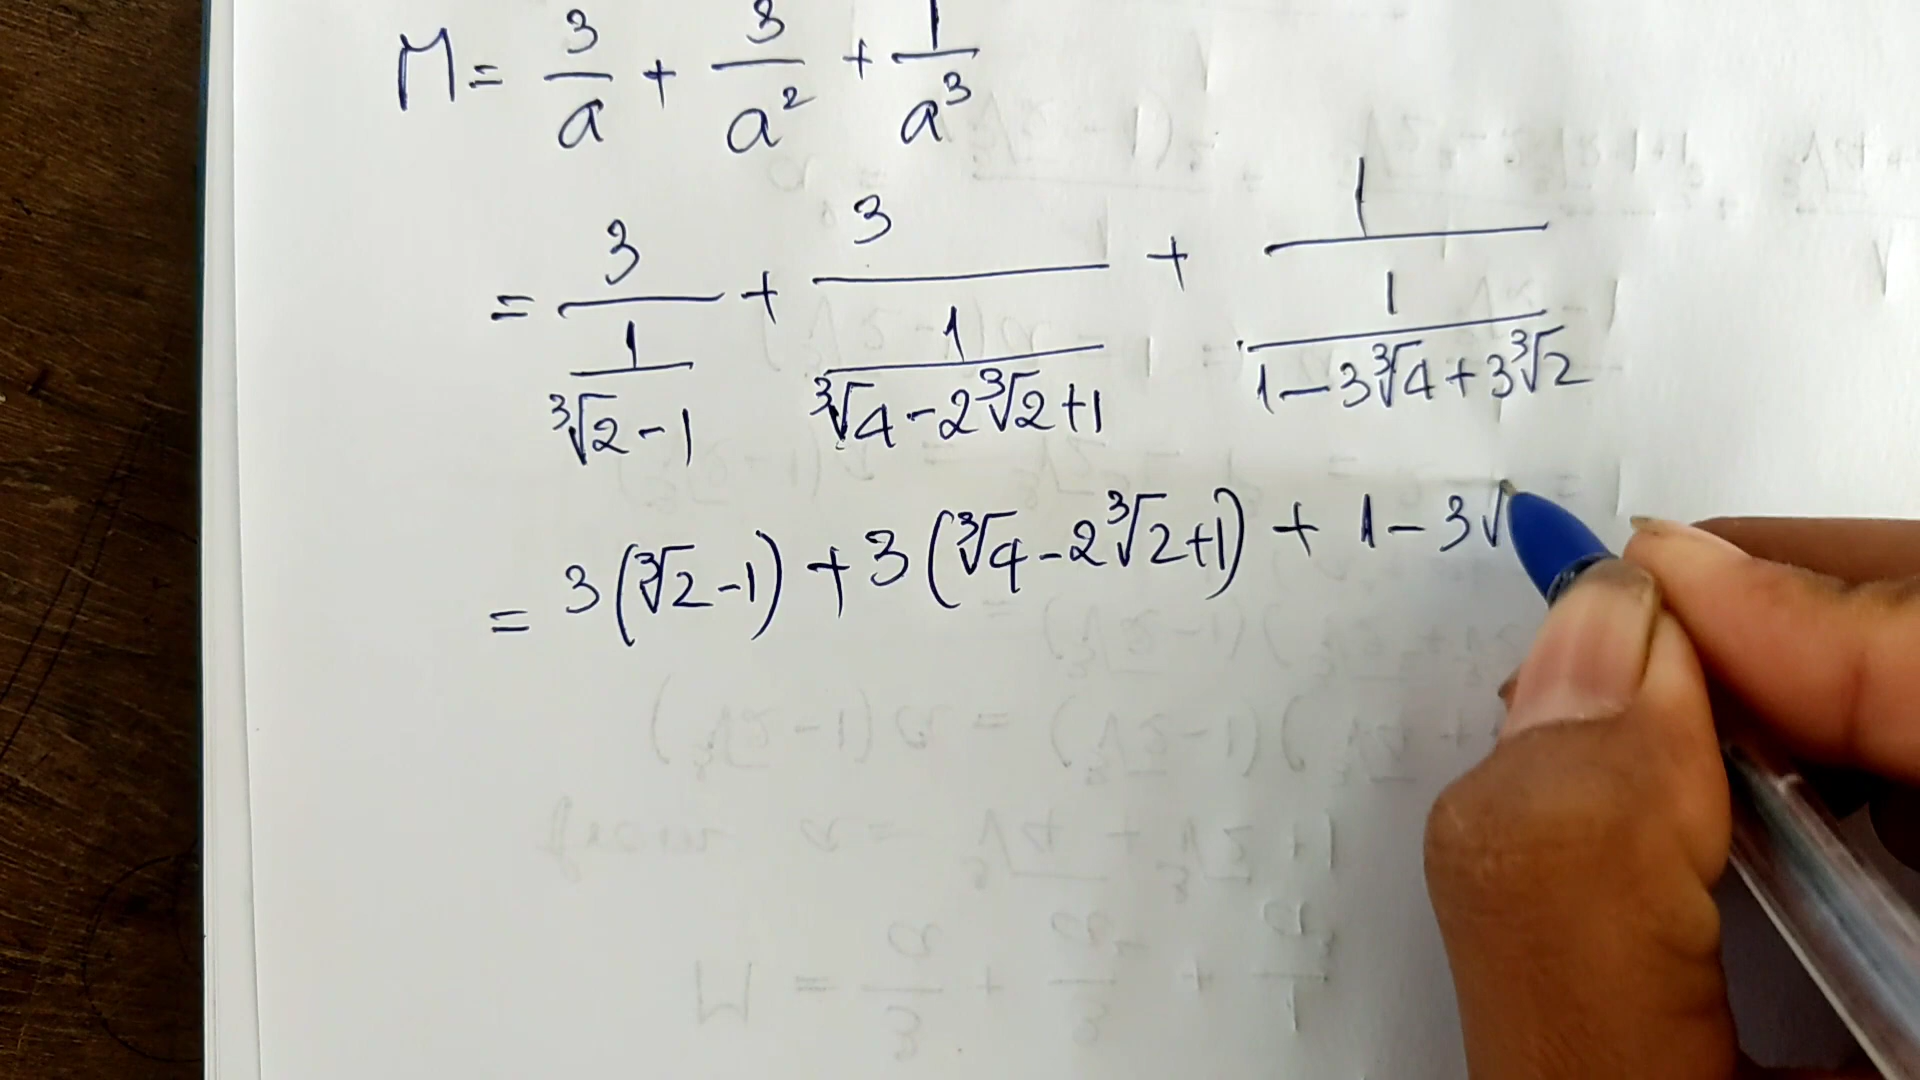 M = 3/a + 3/a² + 1/a³
= 3/(1/(∛2-1)) + 3/(1/(∛4-2∛2+1)) + 1/(1/(1-3∛4+3∛2))
= 3(∛2-1) + 3(∛4-2∛2+1) + 1-3√